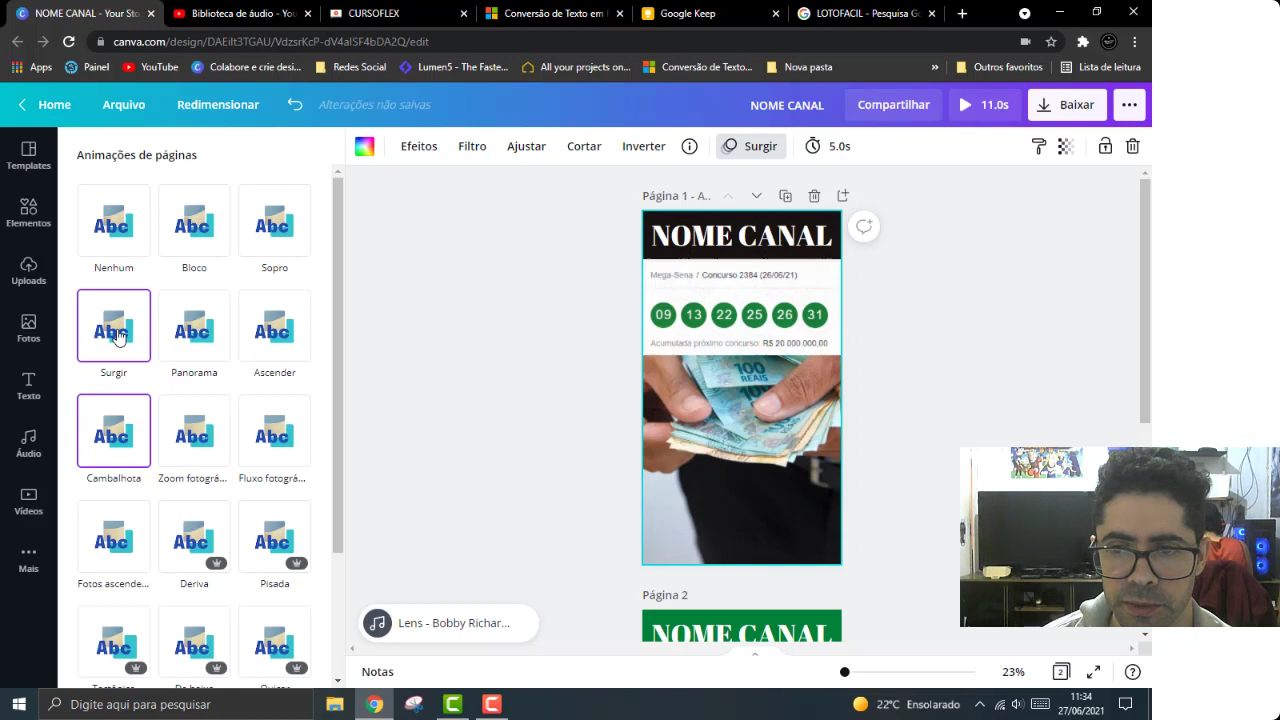 NOME CANAL - Your Sto
Biblioteca de áudio - You
CURSOFLEX
Conversão de Texto em
Google Keep
LOTOFACIL - Pesquisa Go
canva.com/design/DAEiIt3TGAU/VdzsrKcP-dV4aISF4bDA2Q/edit
Apps
Painel
YouTube
Colabore e crie desi...
Redes Social
Lumen5 - The Faste...
All your projects on...
Conversão de Texto...
Nova pasta
»
Outros favoritos
Lista de leitura
Home
Arquivo
Redimensionar
Alterações não salvas
NOME CANAL
Compartilhar
11.0s
Baixar
Efeitos
Filtro
Ajustar
Cortar
Inverter
Surgir
5.0s
Templates
Elementos
Uploads
Fotos
Texto
Áudio
Vídeos
Mais
Animações de páginas
Abc Abc Abc
Nenhum Bloco Sopro
Abc Abc Abc
Surgir Panorama Ascender
Abc Abc Abc
Cambalhota Zoom fotográ... Fluxo fotográ...
Abc Abc Abc
Fotos ascende... Deriva Pisada
Abc Abc Abc
Página 1 - A..
NOME CANAL
Mega-Sena / Concurso 2384 (26/06/21)
09 13 22 25 26 31
Acumulada próximo concurso: R$ 20.000.000,00
100
REAIS
Página 2
NOME CANAL
Lens - Bobby Richar...
Notas
23%
2
Digite aqui para pesquisar
22°C Ensolarado
11:34
27/06/2021